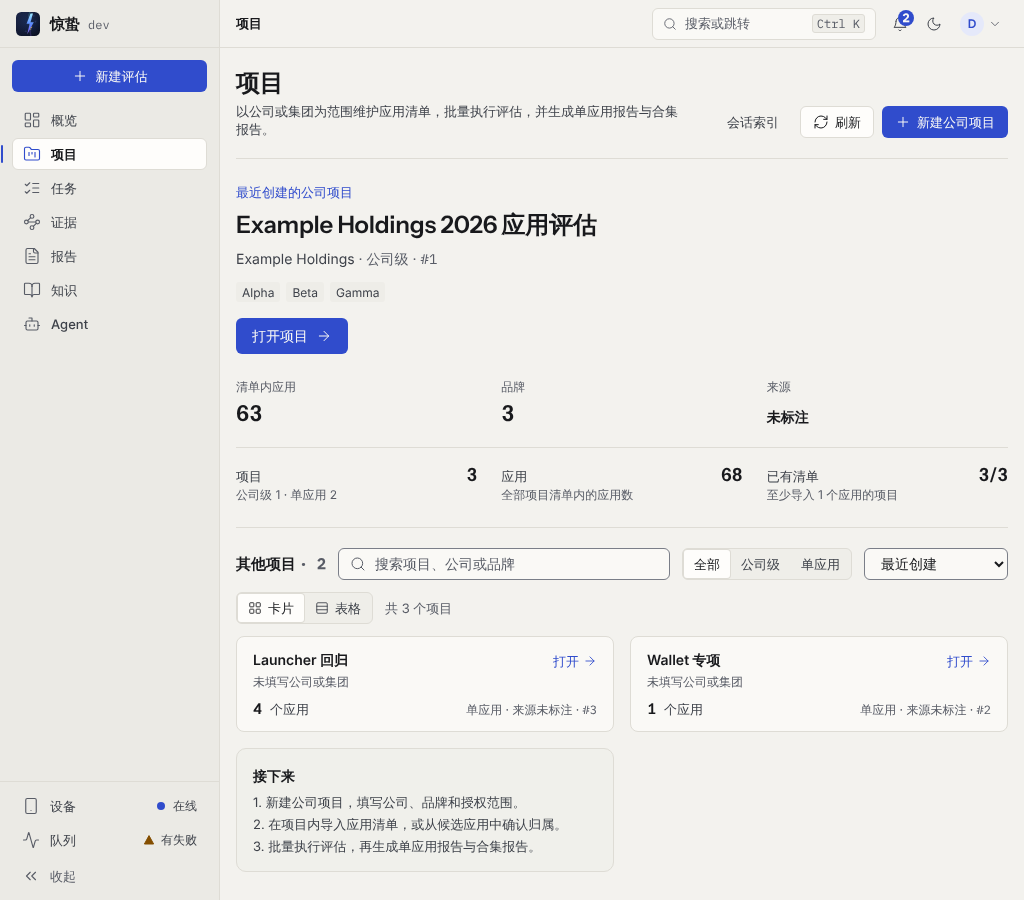 惊蛰 dev
新建评估
概览
项目
任务
证据
报告
知识
Agent
设备 在线
队列 有失败
收起
项目
搜索或跳转 Ctrl K
2
D
项目
以公司或集团为范围维护应用清单，批量执行评估，并生成单应用报告与合集
报告。
会话索引
刷新
新建公司项目
最近创建的公司项目
Example Holdings 2026 应用评估
Example Holdings · 公司级 · #1
Alpha Beta Gamma
打开项目
清单内应用 品牌 来源
63 3 未标注
项目 3 应用 68 已有清单 3/3
公司级 1 · 单应用 2 全部项目清单内的应用数 至少导入 1 个应用的项目
其他项目 · 2 搜索项目、公司或品牌 全部 公司级 单应用 最近创建
卡片 表格 共 3 个项目
Launcher 回归 打开
未填写公司或集团
4 个应用 单应用 · 来源未标注 · #3
Wallet 专项 打开
未填写公司或集团
1 个应用 单应用 · 来源未标注 · #2
接下来
1. 新建公司项目，填写公司、品牌和授权范围。
2. 在项目内导入应用清单，或从候选应用中确认归属。
3. 批量执行评估，再生成单应用报告与合集报告。